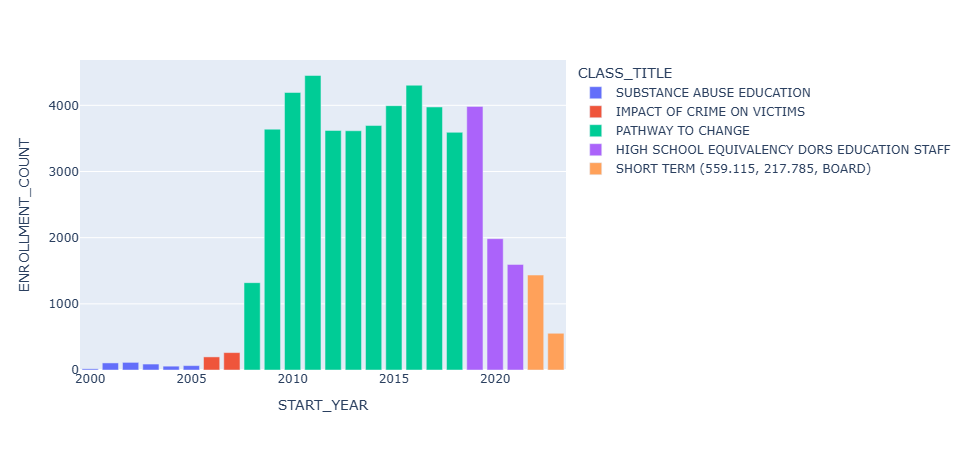 CLASS_TITLE
SUBSTANCE ABUSE EDUCATION
IMPACT OF CRIME ON VICTIMS
PATHWAY TO CHANGE
HIGH SCHOOL EQUIVALENCY DORS EDUCATION STAFF
SHORT TERM (559.115, 217.785, BOARD)
ENROLLMENT_COUNT
4000
3000
2000
1000
0
2000
2005
2010
2015
2020
START_YEAR